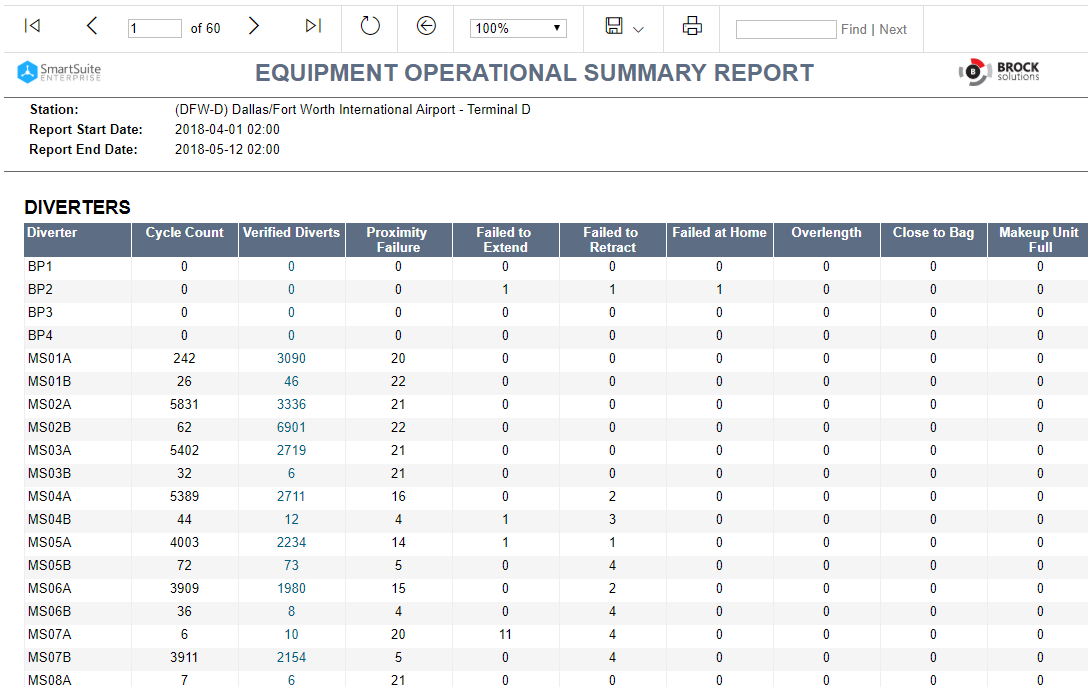 1 of 60 100% Find | Next
SmartSuite
ENTERPRISE
EQUIPMENT OPERATIONAL SUMMARY REPORT
B BROCK
solutions
Station: (DFW-D) Dallas/Fort Worth International Airport - Terminal D
Report Start Date: 2018-04-01 02:00
Report End Date: 2018-05-12 02:00
DIVERTERS
Diverter Cycle Count Verified Diverts Proximity Failure Failed to Extend Failed to Retract Failed at Home Overlength Close to Bag Makeup Unit Full
BP1 0 0 0 0 0 0 0 0 0
BP2 0 0 0 1 1 1 0 0 0
BP3 0 0 0 0 0 0 0 0 0
BP4 0 0 0 0 0 0 0 0 0
MS01A 242 3090 20 0 0 0 0 0 0
MS01B 26 46 22 0 0 0 0 0 0
MS02A 5831 3336 21 0 0 0 0 0 0
MS02B 62 6901 22 0 0 0 0 0 0
MS03A 5402 2719 21 0 0 0 0 0 0
MS03B 32 6 21 0 0 0 0 0 0
MS04A 5389 2711 16 0 2 0 0 0 0
MS04B 44 12 4 1 3 0 0 0 0
MS05A 4003 2234 14 1 1 0 0 0 0
MS05B 72 73 5 0 4 0 0 0 0
MS06A 3909 1980 15 0 2 0 0 0 0
MS06B 36 8 4 0 4 0 0 0 0
MS07A 6 10 20 11 4 0 0 0 0
MS07B 3911 2154 5 0 4 0 0 0 0
MS08A 7 6 21 0 0 0 0 0 0